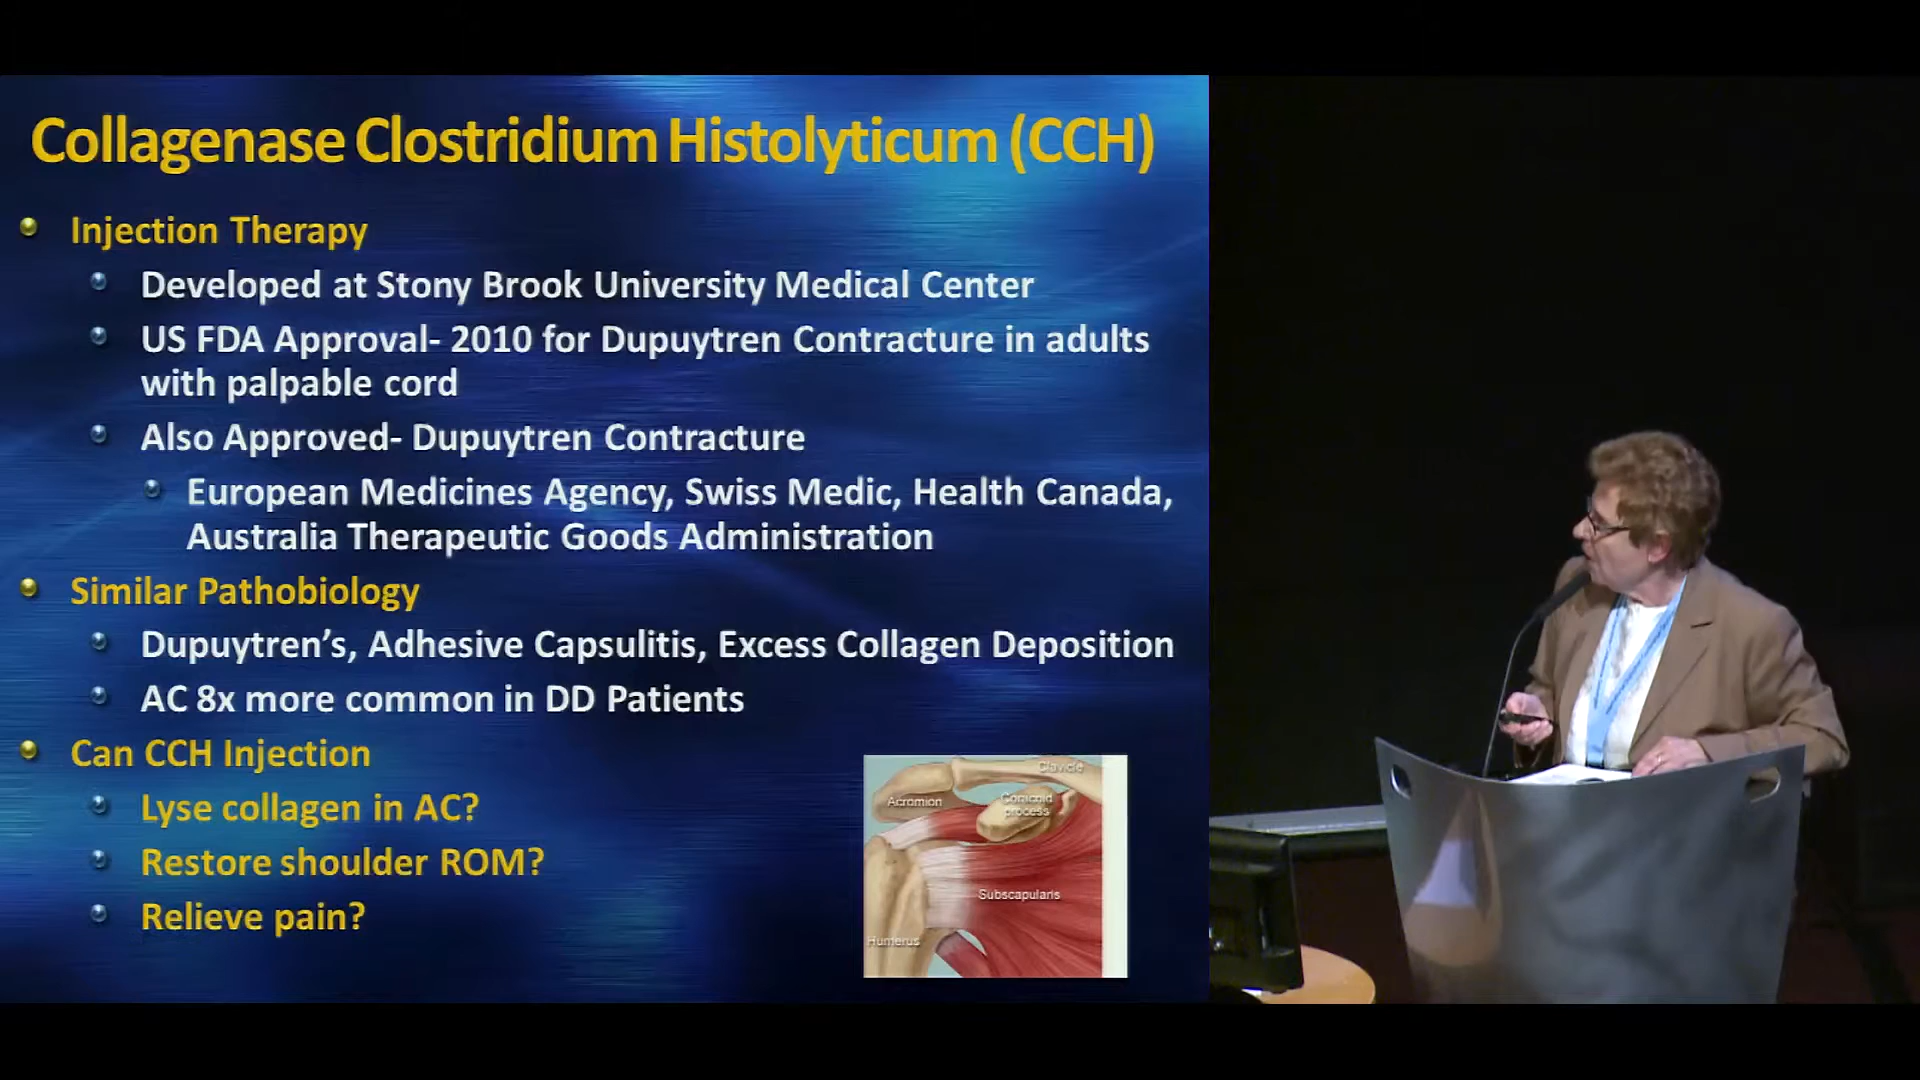 Collagenase Clostridium Histolyticum (CCH)
Injection Therapy
Developed at Stony Brook University Medical Center
US FDA Approval- 2010 for Dupuytren Contracture in adults
with palpable cord
Also Approved- Dupuytren Contracture
European Medicines Agency, Swiss Medic, Health Canada,
Australia Therapeutic Goods Administration
Similar Pathobiology
Dupuytren’s, Adhesive Capsulitis, Excess Collagen Deposition
AC 8x more common in DD Patients
Can CCH Injection
Lyse collagen in AC?
Restore shoulder ROM?
Relieve pain?
Clavicle
Acromion
Coracoid
process
Subscapularis
Humerus